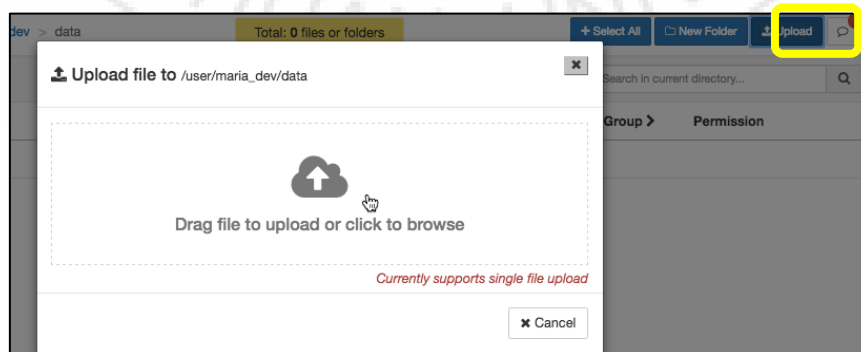 dev > data
Total: 0 files or folders
+ Select All
New Folder
Upload
Upload file to /user/maria_dev/data
Search in current directory...
Group >
Permission
Drag file to upload or click to browse
Currently supports single file upload
Cancel